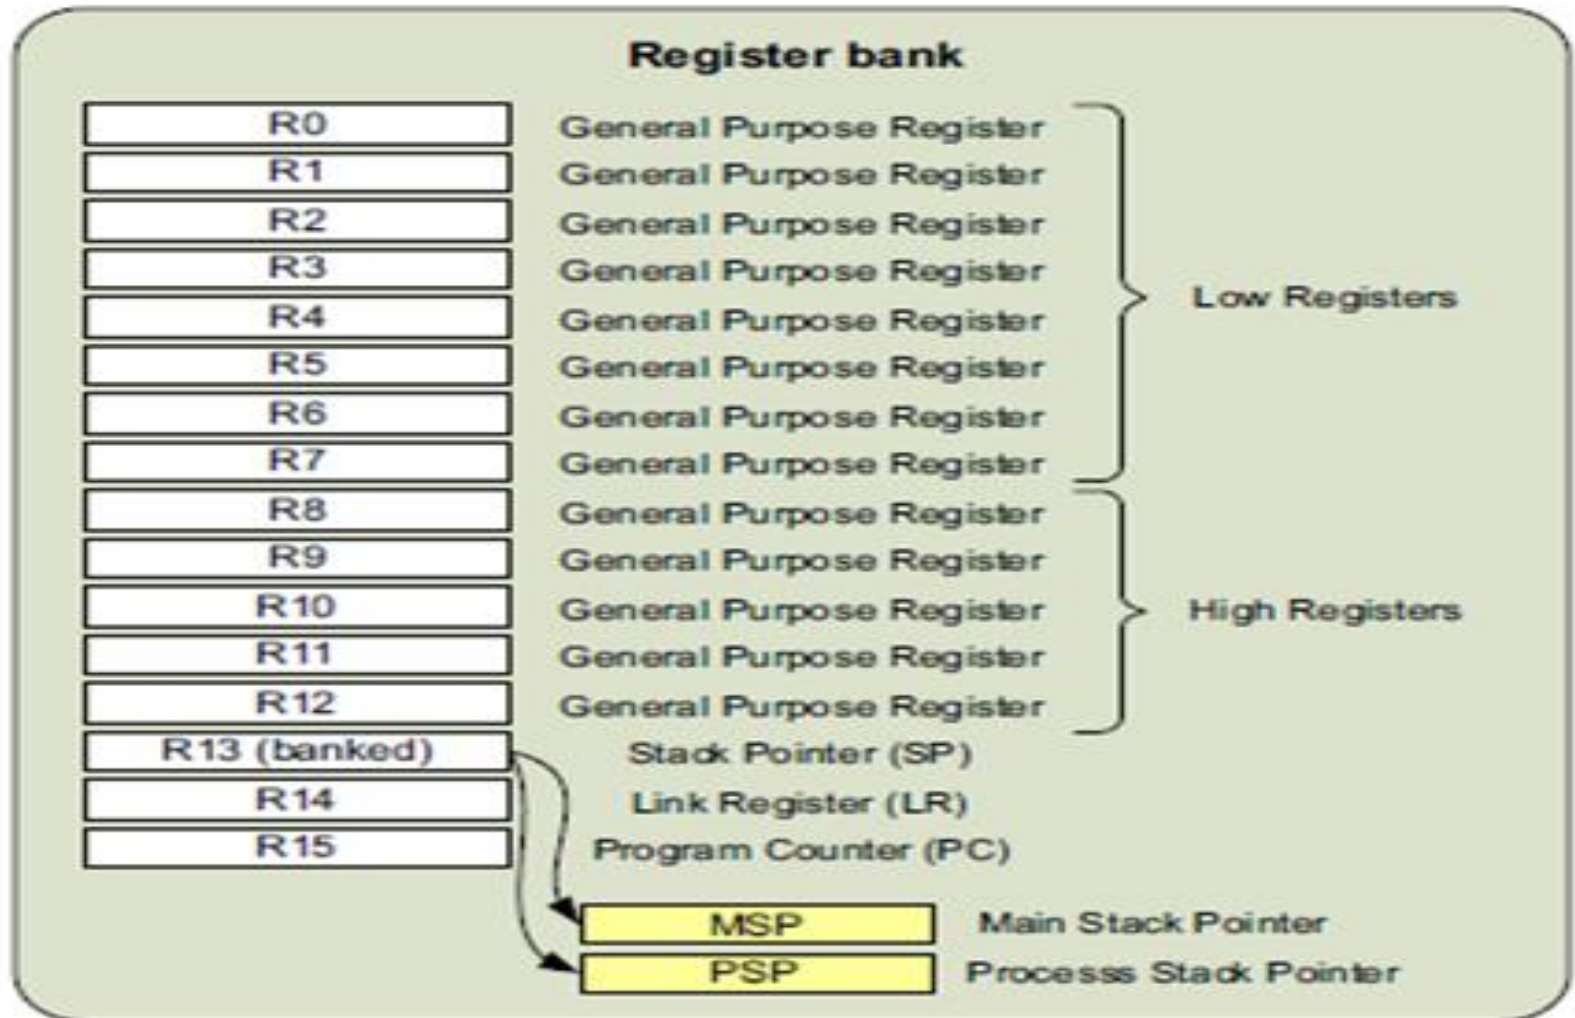 Register bank
R0 General Purpose Register
R1 General Purpose Register
R2 General Purpose Register
R3 General Purpose Register
R4 General Purpose Register
Low Registers
R5 General Purpose Register
R6 General Purpose Register
R7 General Purpose Register
R8 General Purpose Register
R9 General Purpose Register
R10 General Purpose Register
High Registers
R11 General Purpose Register
R12 General Purpose Register
R13 (banked) Stack Pointer (SP)
R14 Link Register (LR)
R15 Program Counter (PC)
MSP Main Stack Pointer
PSP Processs Stack Pointer